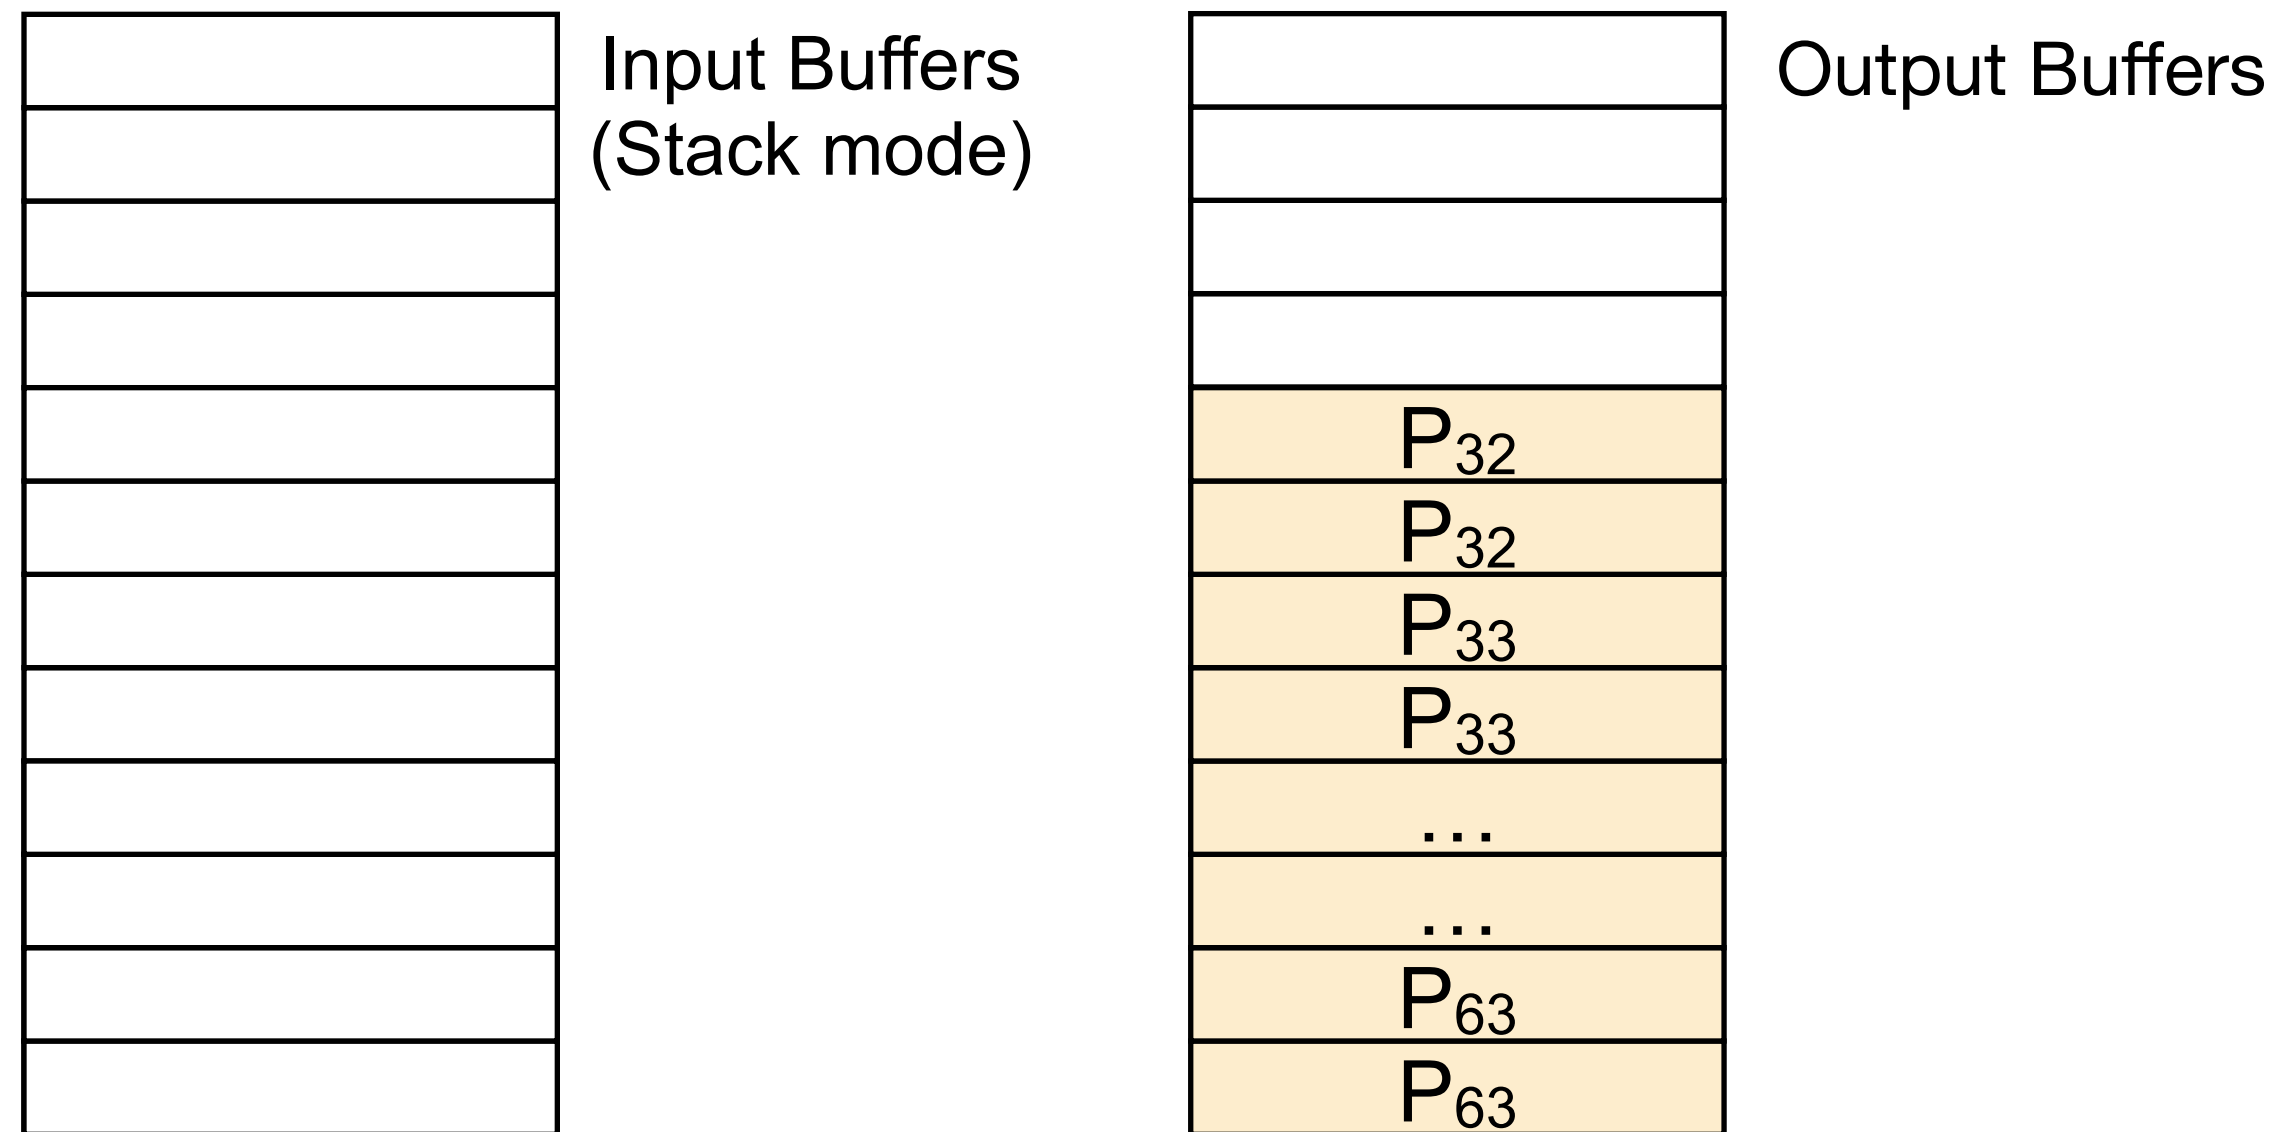 Input Buffers
(Stack mode)
Output Buffers
P32
P32
P33
P33
...
...
P63
P63